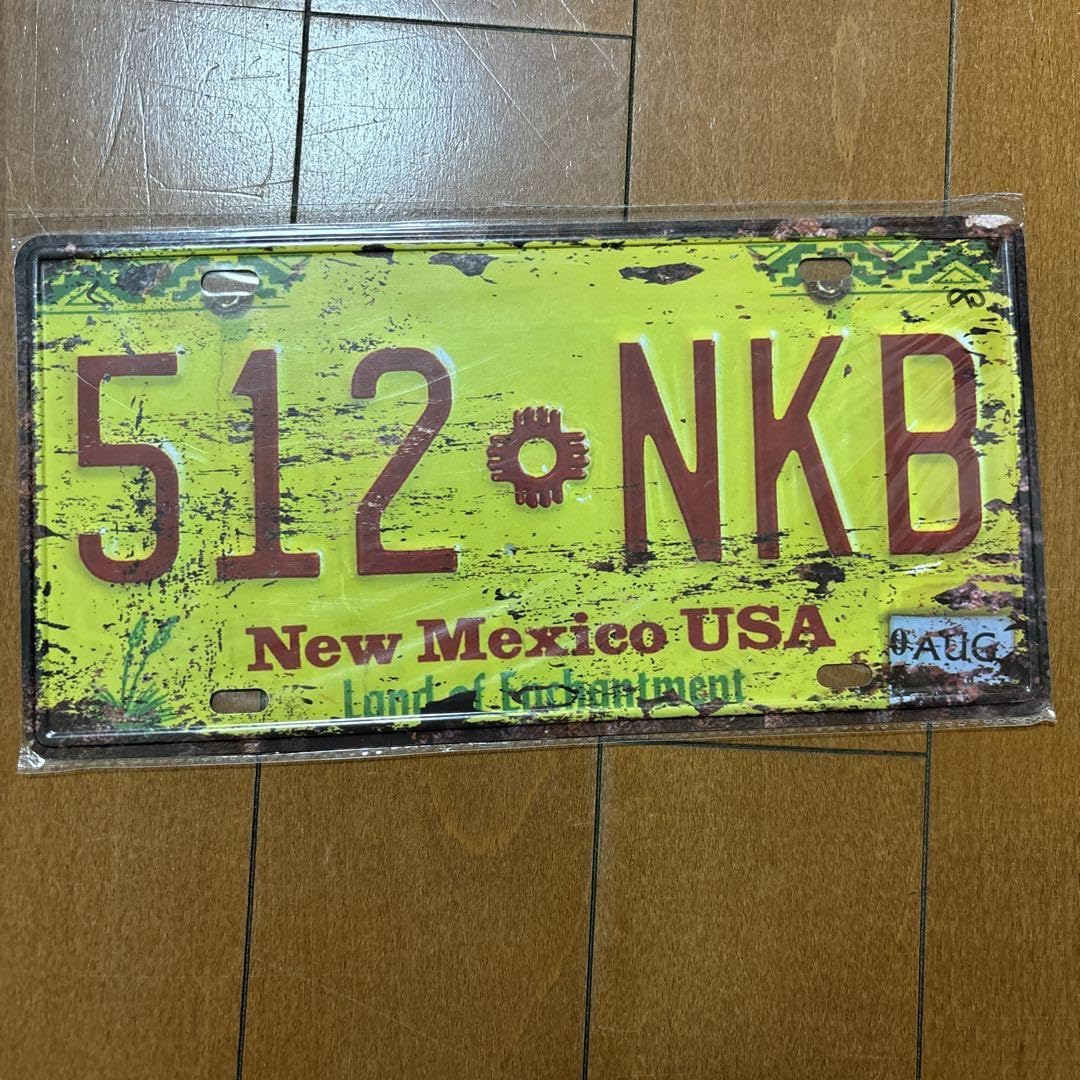 512 NKB
New Mexico USA
AUG
Land of Enchantment